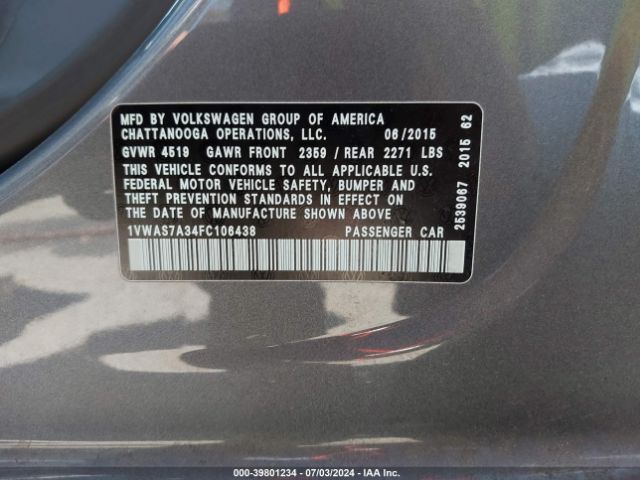 MFD BY VOLKSWAGEN GROUP OF AMERICA
CHATTANOOGA OPERATIONS, LLC. 06/2015
GVWR 4519 GAWR FRONT 2359 / REAR 2271 LBS
THIS VEHICLE CONFORMS TO ALL APPLICABLE U.S.
FEDERAL MOTOR VEHICLE SAFETY, BUMPER AND
THEFT PREVENTION STANDARDS IN EFFECT ON
THE DATE OF MANUFACTURE SHOWN ABOVE
1VWAS7A34FC106438 PASSENGER CAR
2539067 2015 62
000-39801234 - 07/03/2024 - IAA Inc.